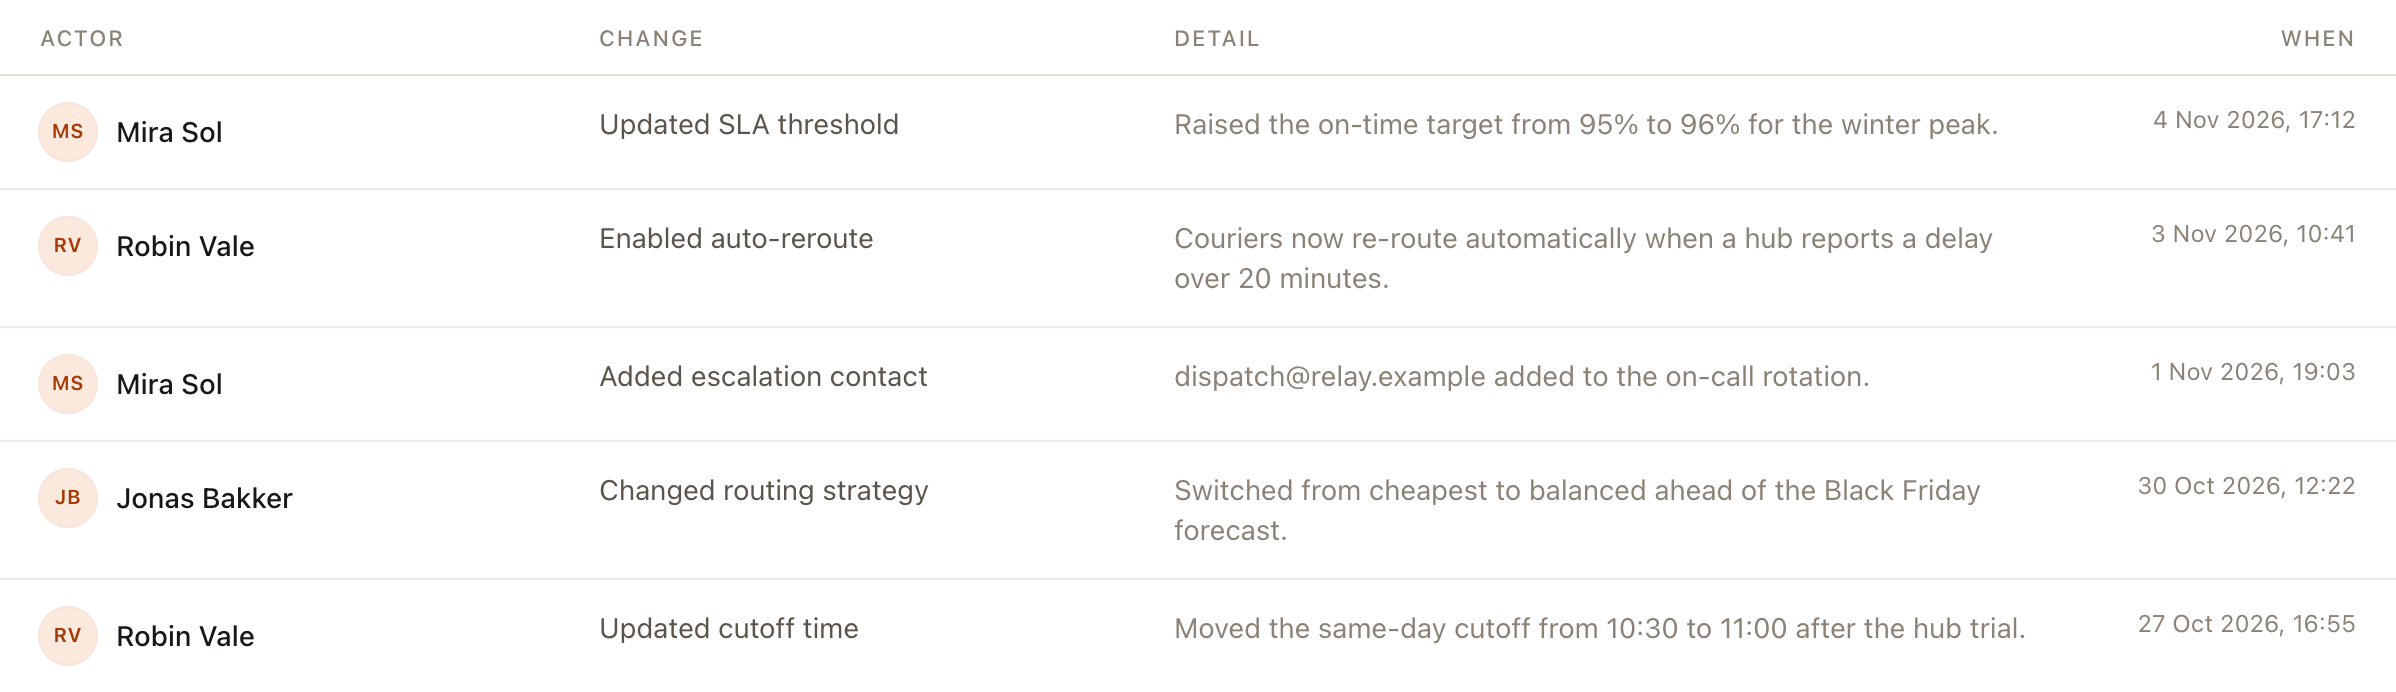 ACTOR CHANGE DETAIL WHEN
MS Mira Sol Updated SLA threshold Raised the on-time target from 95% to 96% for the winter peak. 4 Nov 2026, 17:12
RV Robin Vale Enabled auto-reroute Couriers now re-route automatically when a hub reports a delay 3 Nov 2026, 10:41
over 20 minutes.
MS Mira Sol Added escalation contact dispatch@relay.example added to the on-call rotation. 1 Nov 2026, 19:03
JB Jonas Bakker Changed routing strategy Switched from cheapest to balanced ahead of the Black Friday 30 Oct 2026, 12:22
forecast.
RV Robin Vale Updated cutoff time Moved the same-day cutoff from 10:30 to 11:00 after the hub trial. 27 Oct 2026, 16:55